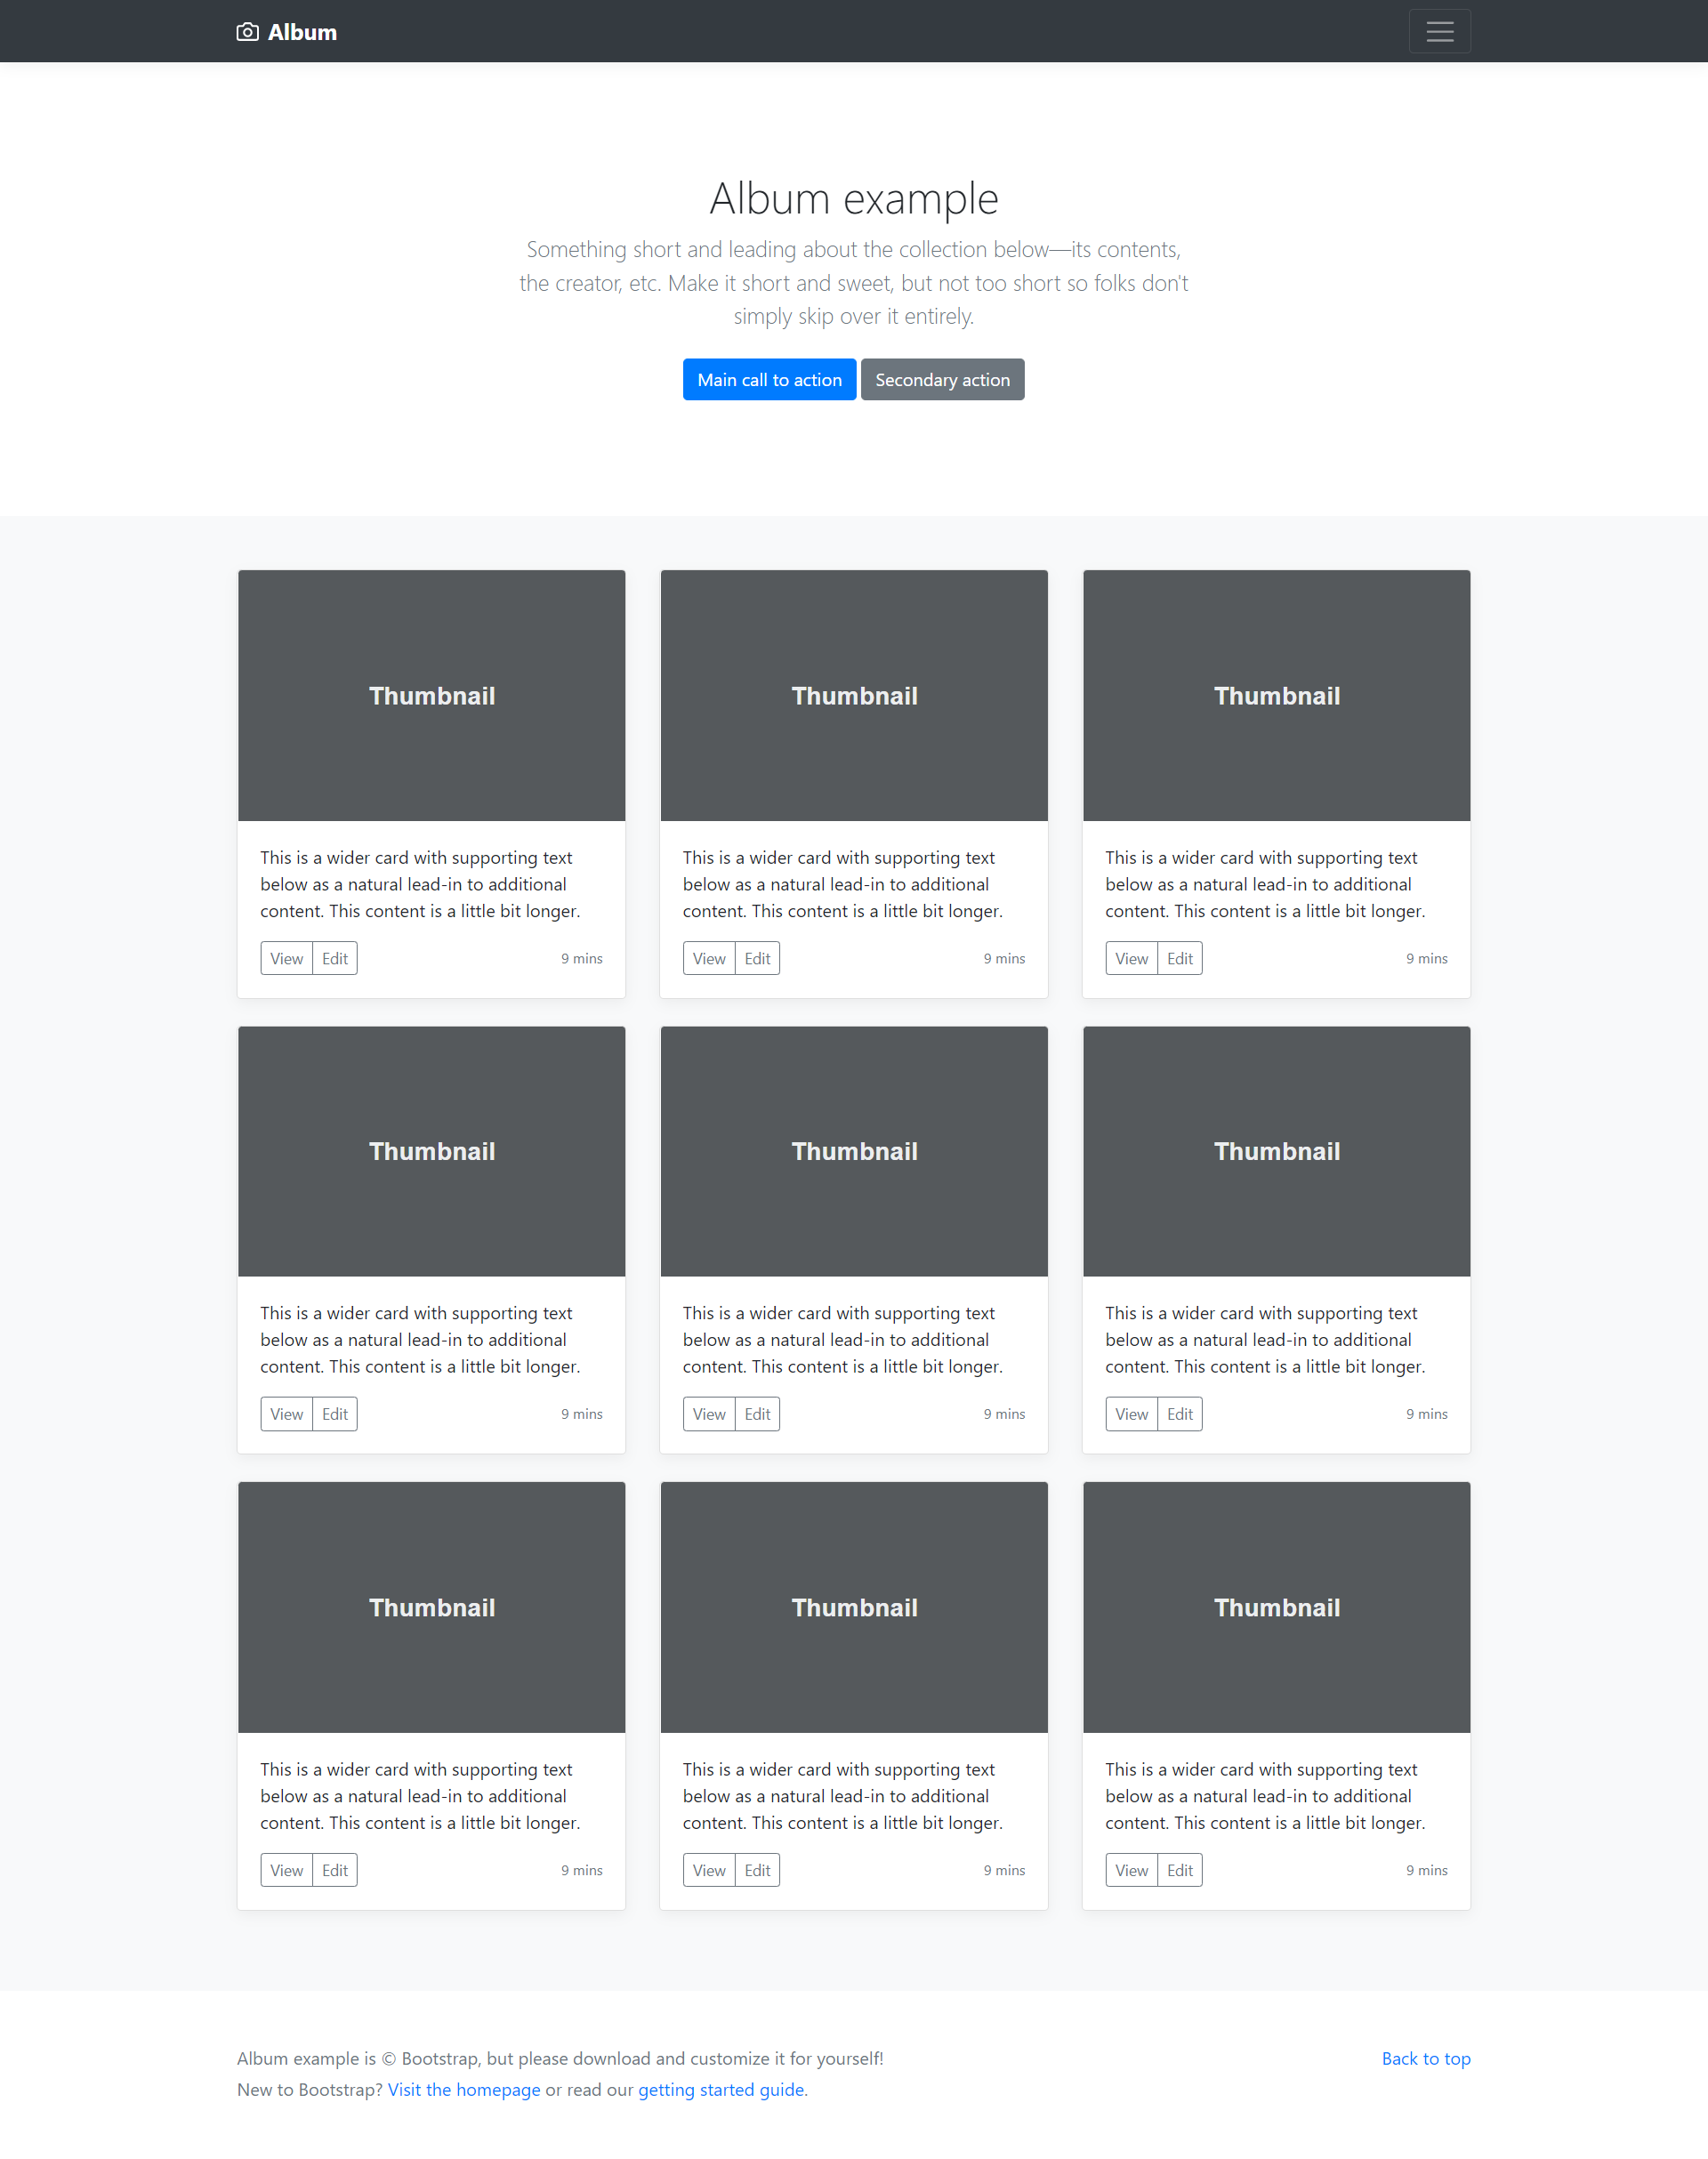 Album
Album example
Something short and leading about the collection below—its contents,
the creator, etc. Make it short and sweet, but not too short so folks don't
simply skip over it entirely.
Main call to action Secondary action
Thumbnail
This is a wider card with supporting text
below as a natural lead-in to additional
content. This content is a little bit longer.
View Edit 9 mins
Thumbnail
This is a wider card with supporting text
below as a natural lead-in to additional
content. This content is a little bit longer.
View Edit 9 mins
Thumbnail
This is a wider card with supporting text
below as a natural lead-in to additional
content. This content is a little bit longer.
View Edit 9 mins
Thumbnail
This is a wider card with supporting text
below as a natural lead-in to additional
content. This content is a little bit longer.
View Edit 9 mins
Thumbnail
This is a wider card with supporting text
below as a natural lead-in to additional
content. This content is a little bit longer.
View Edit 9 mins
Thumbnail
This is a wider card with supporting text
below as a natural lead-in to additional
content. This content is a little bit longer.
View Edit 9 mins
Thumbnail
This is a wider card with supporting text
below as a natural lead-in to additional
content. This content is a little bit longer.
View Edit 9 mins
Thumbnail
This is a wider card with supporting text
below as a natural lead-in to additional
content. This content is a little bit longer.
View Edit 9 mins
Thumbnail
This is a wider card with supporting text
below as a natural lead-in to additional
content. This content is a little bit longer.
View Edit 9 mins
Album example is © Bootstrap, but please download and customize it for yourself! Back to top
New to Bootstrap? Visit the homepage or read our getting started guide.